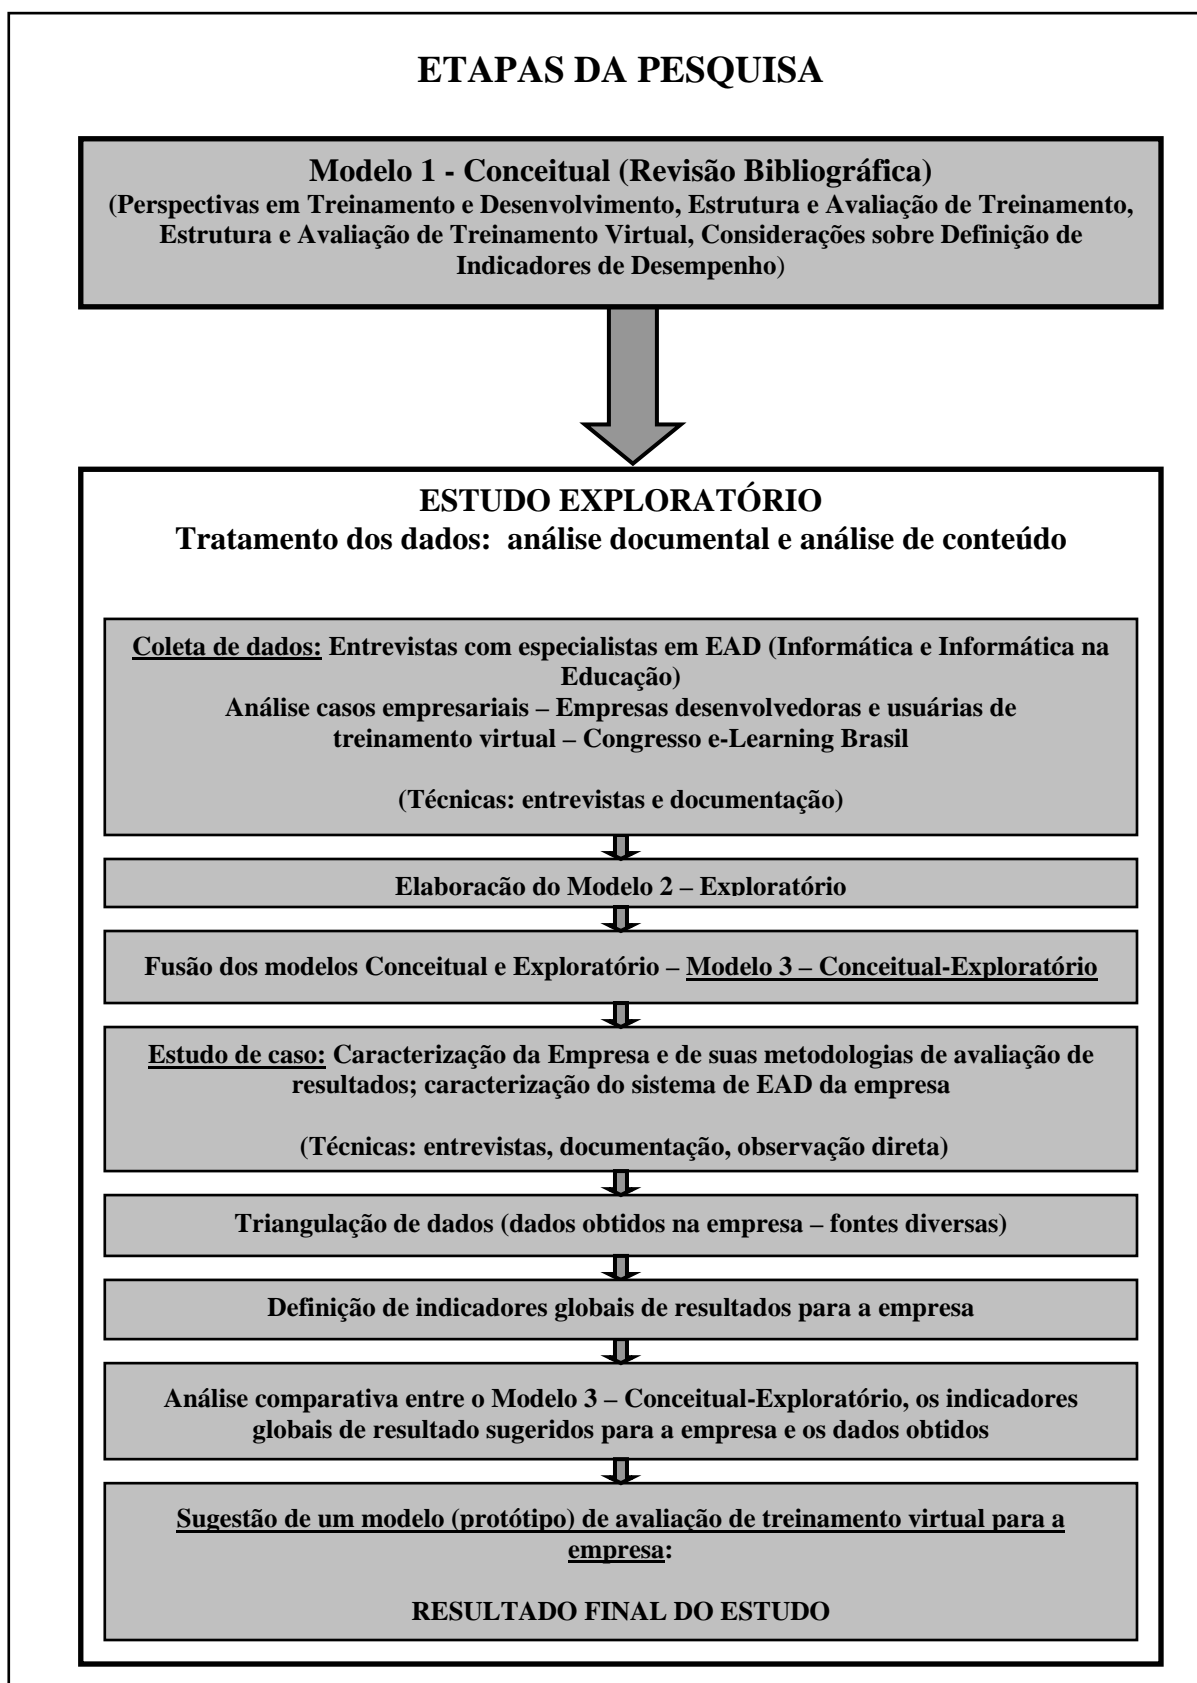 ETAPAS DA PESQUISA
Modelo 1 - Conceitual (Revisão Bibliográfica)
(Perspectivas em Treinamento e Desenvolvimento, Estrutura e Avaliação de Treinamento,
Estrutura e Avaliação de Treinamento Virtual, Considerações sobre Definição de
Indicadores de Desempenho)
ESTUDO EXPLORATÓRIO
Tratamento dos dados: análise documental e análise de conteúdo
Coleta de dados: Entrevistas com especialistas em EAD (Informática e Informática na
Educação)
Análise casos empresariais – Empresas desenvolvedoras e usuárias de
treinamento virtual – Congresso e-Learning Brasil
(Técnicas: entrevistas e documentação)
Elaboração do Modelo 2 – Exploratório
Fusão dos modelos Conceitual e Exploratório – Modelo 3 – Conceitual-Exploratório
Estudo de caso: Caracterização da Empresa e de suas metodologias de avaliação de
resultados; caracterização do sistema de EAD da empresa
(Técnicas: entrevistas, documentação, observação direta)
Triangulação de dados (dados obtidos na empresa – fontes diversas)
Definição de indicadores globais de resultados para a empresa
Análise comparativa entre o Modelo 3 – Conceitual-Exploratório, os indicadores
globais de resultado sugeridos para a empresa e os dados obtidos
Sugestão de um modelo (protótipo) de avaliação de treinamento virtual para a
empresa:
RESULTADO FINAL DO ESTUDO